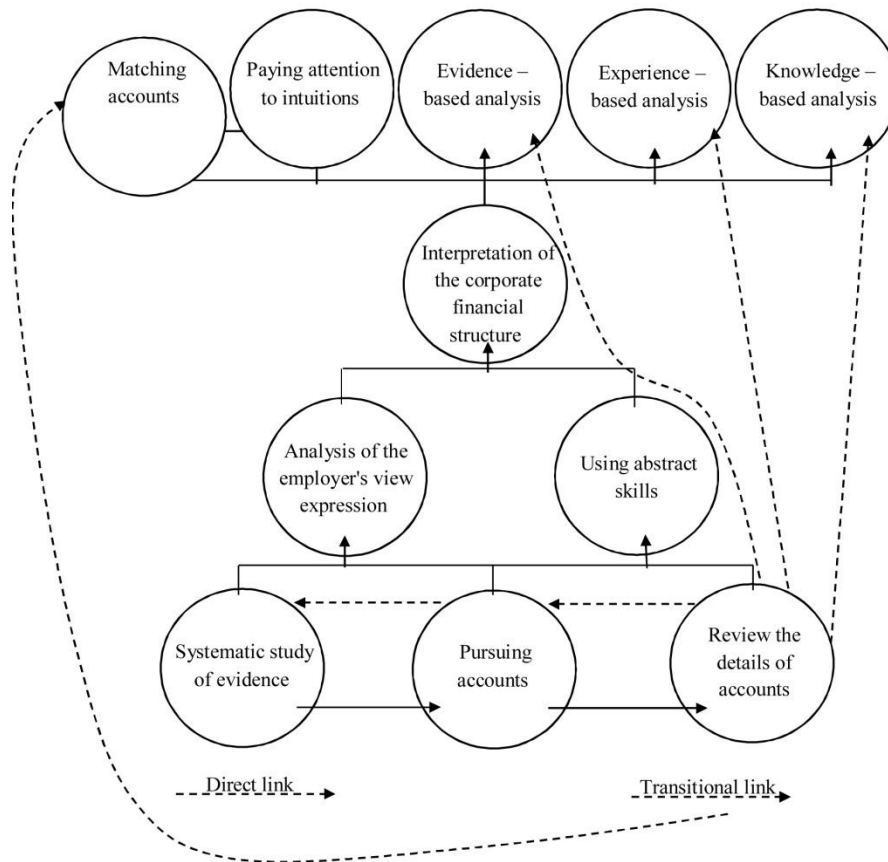 Matching
accounts
Paying attention
to intuitions
Evidence –
based analysis
Experience –
based analysis
Knowledge –
based analysis
Interpretation of
the corporate
financial
structure
Analysis of the
employer's view
expression
Using abstract
skills
Systematic study
of evidence
Pursuing
accounts
Review the
details of
accounts
Direct link
Transitional link